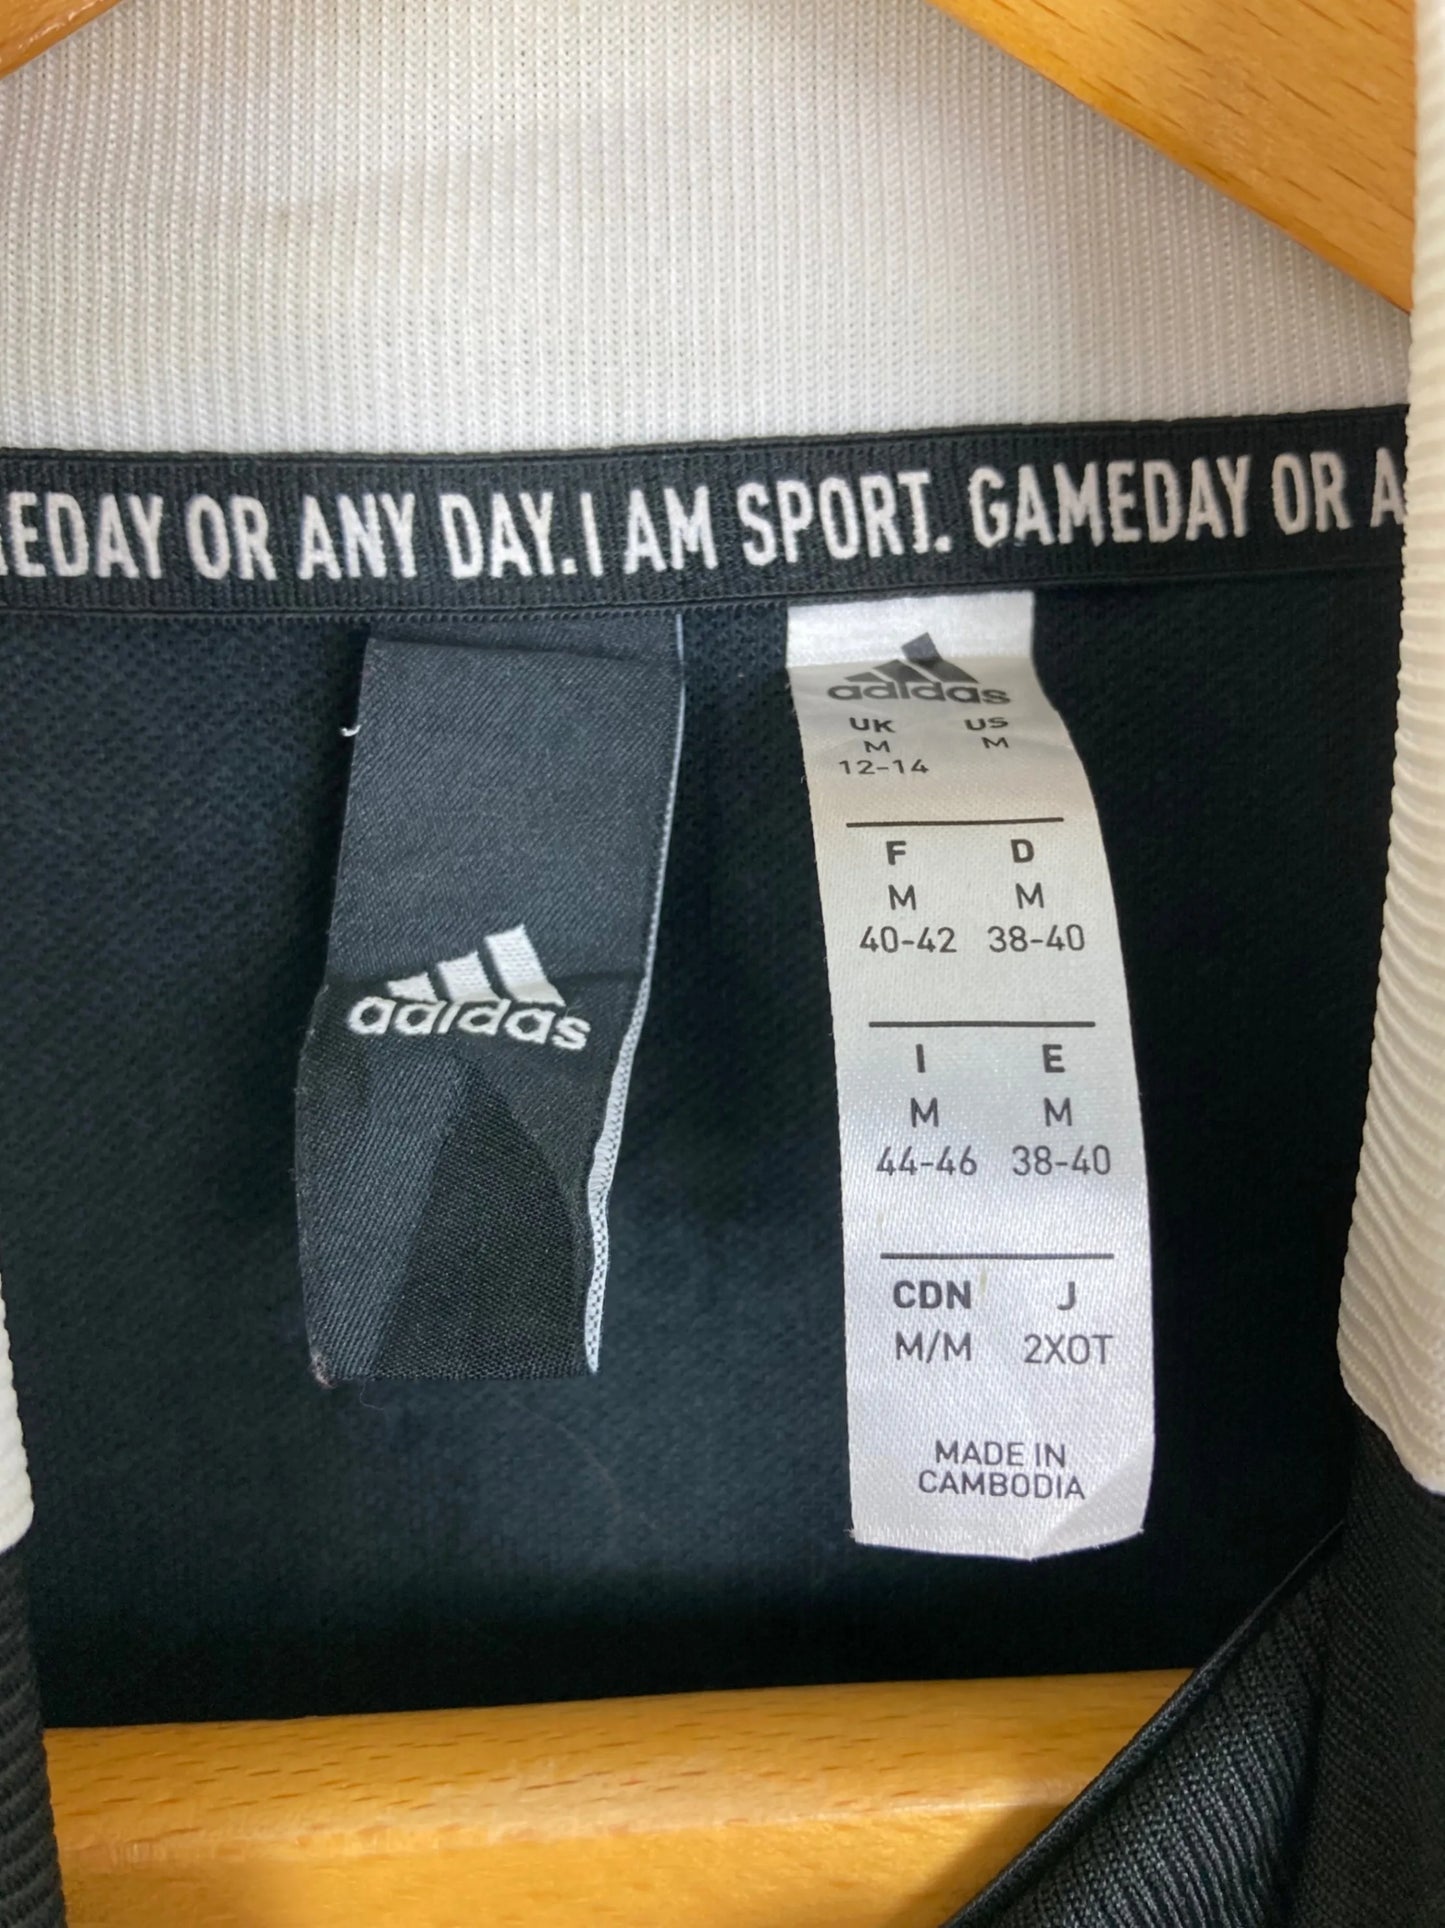 EDAY OR ANY DAY. I AM SPORT. GAMEDAY OR A
adidas
adidas
UK US
M M
12-14
F D
M M
40-42 38-40
I E
M M
44-46 38-40
CDN J
M/M 2XOT
MADE IN
CAMBODIA